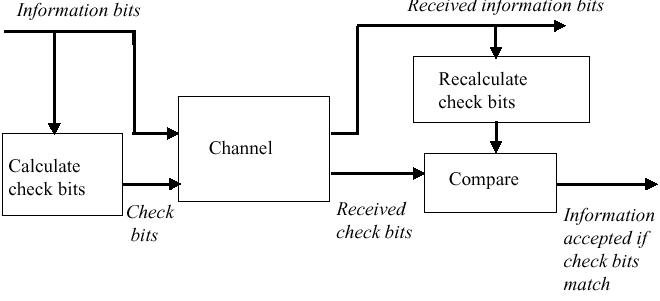 Information bits
Received information bits
Recalculate
check bits
Channel
Calculate
check bits
Compare
Check
bits
Received
check bits
Information
accepted if
check bits
match